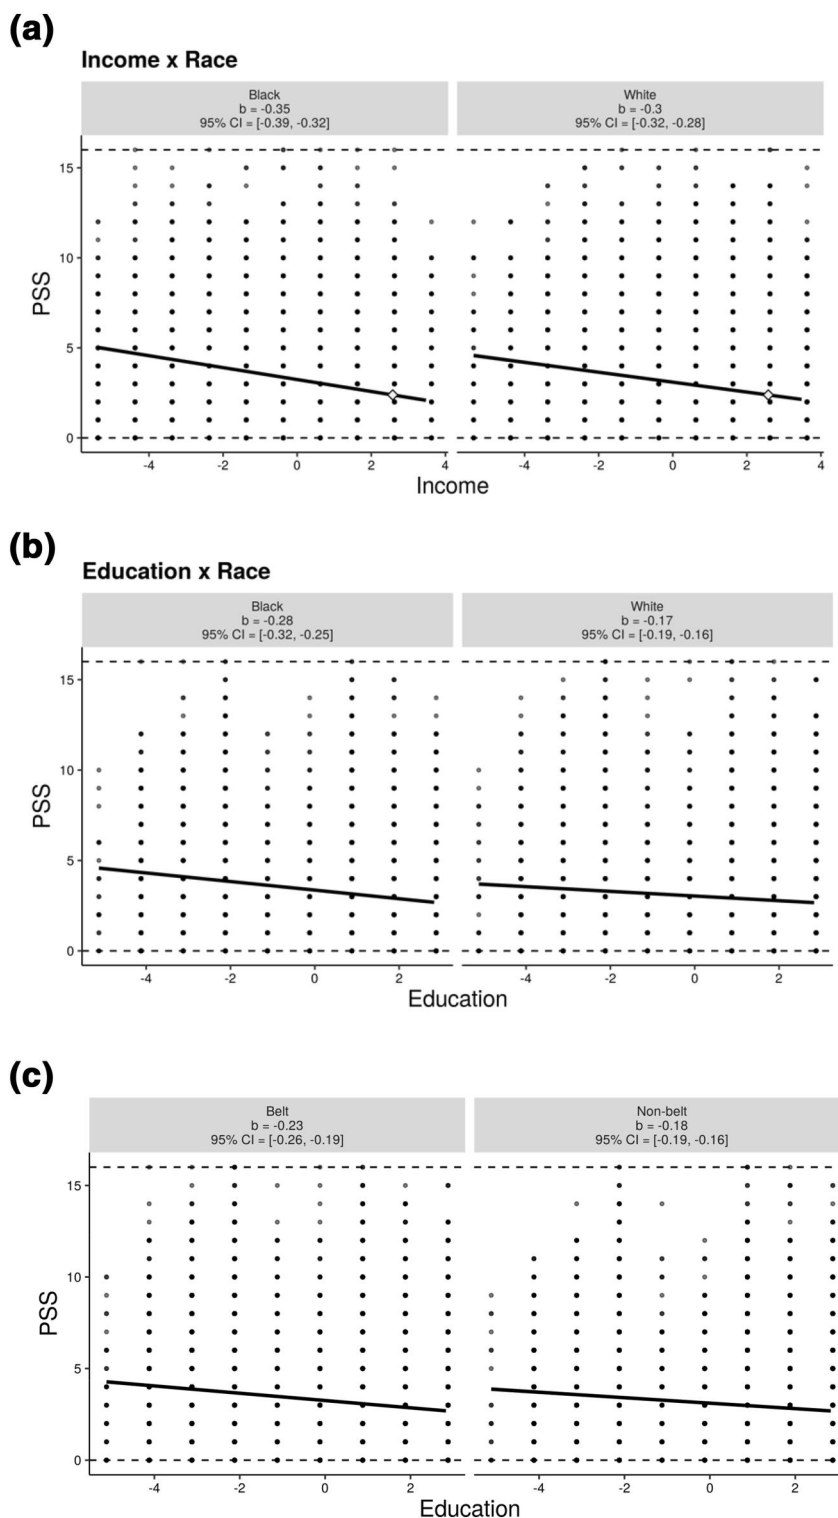 (a)
Income x Race
Black
b = -0.35
95% CI = [-0.39, -0.32]
White
b = -0.3
95% CI = [-0.32, -0.28]
15
10
5
0
PSS
-4 -2 0 2 4
-4 -2 0 2 4
Income
(b)
Education x Race
Black
b = -0.28
95% CI = [-0.32, -0.25]
White
b = -0.17
95% CI = [-0.19, -0.16]
15
10
5
0
PSS
-4 -2 0 2
-4 -2 0 2
Education
(c)
Belt
b = -0.23
95% CI = [-0.26, -0.19]
Non-belt
b = -0.18
95% CI = [-0.19, -0.16]
15
10
5
0
PSS
-4 -2 0 2
-4 -2 0 2
Education